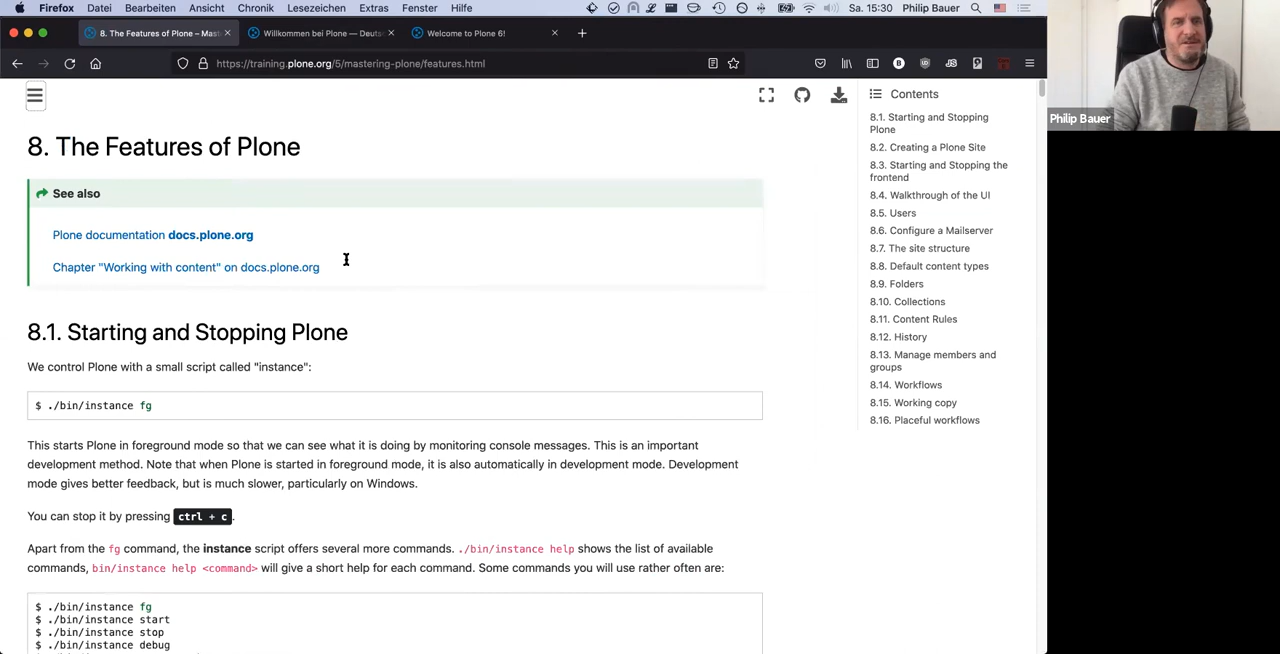 Firefox Datei Bearbeiten Ansicht Chronik Lesezeichen Extras Fenster Hilfe Sa. 15:30 Philip Bauer
8. The Features of Plone – Mast Willkommen bei Plone — Deuts Welcome to Plone 6!
https://training.plone.org/5/mastering-plone/features.html
Philip Bauer
8. The Features of Plone
See also
Plone documentation docs.plone.org
Chapter "Working with content" on docs.plone.org
8.1. Starting and Stopping Plone
We control Plone with a small script called "instance":
$ ./bin/instance fg
This starts Plone in foreground mode so that we can see what it is doing by monitoring console messages. This is an important
development method. Note that when Plone is started in foreground mode, it is also automatically in development mode. Development
mode gives better feedback, but is much slower, particularly on Windows.
You can stop it by pressing ctrl + c.
Apart from the fg command, the instance script offers several more commands. ./bin/instance help shows the list of available
commands, bin/instance help <command> will give a short help for each command. Some commands you will use rather often are:
$ ./bin/instance fg
$ ./bin/instance start
$ ./bin/instance stop
$ ./bin/instance debug
Contents
8.1. Starting and Stopping
Plone
8.2. Creating a Plone Site
8.3. Starting and Stopping the
frontend
8.4. Walkthrough of the UI
8.5. Users
8.6. Configure a Mailserver
8.7. The site structure
8.8. Default content types
8.9. Folders
8.10. Collections
8.11. Content Rules
8.12. History
8.13. Manage members and
groups
8.14. Workflows
8.15. Working copy
8.16. Placeful workflows